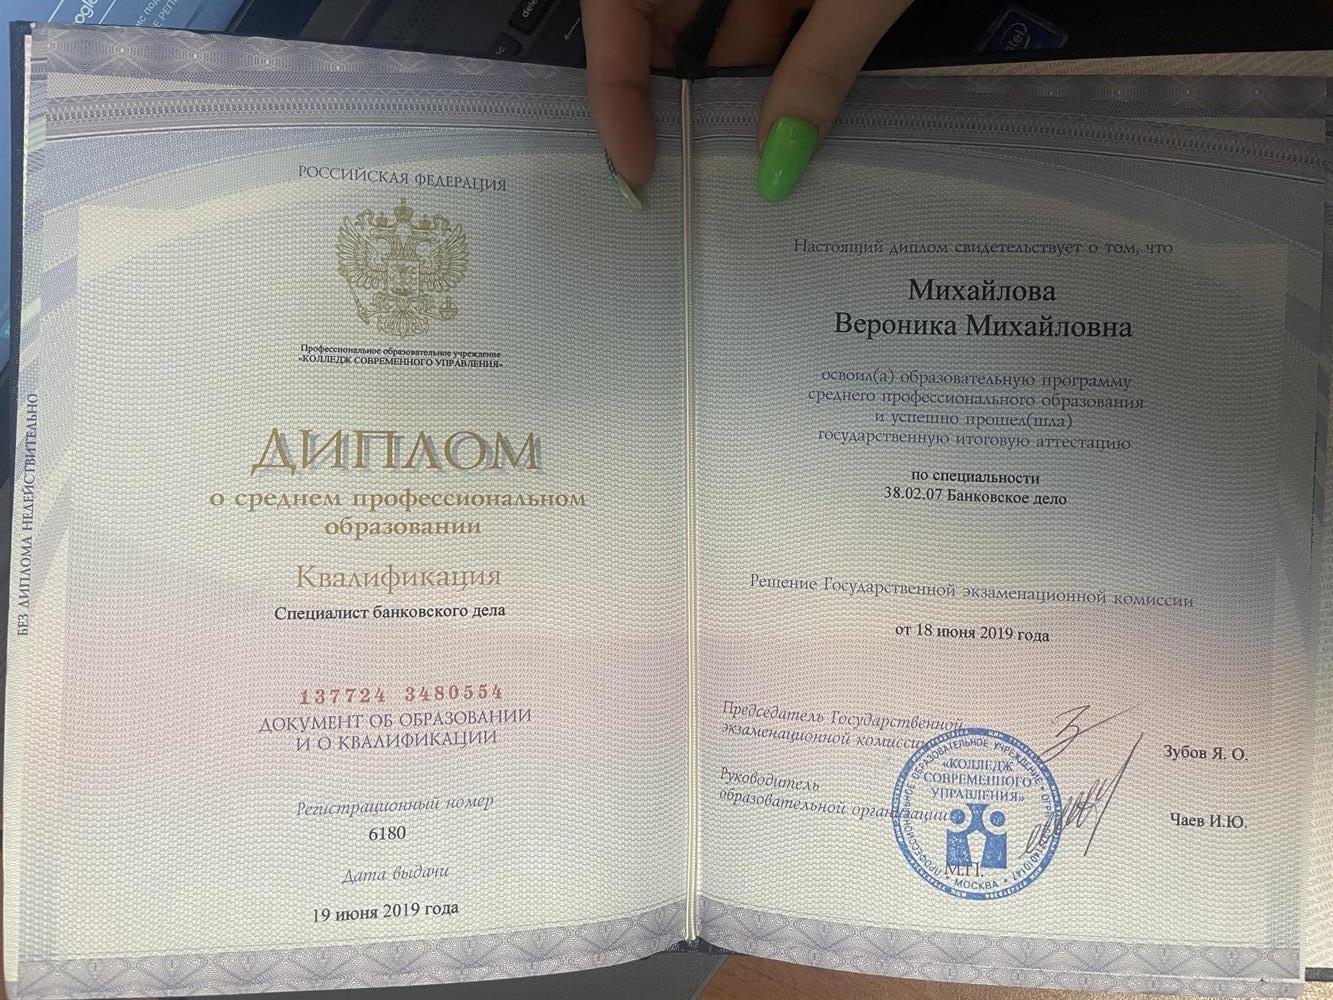 БЕЗ ДИПЛОМА НЕДЕЙСТВИТЕЛЬНО
РОССИЙСКАЯ ФЕДЕРАЦИЯ
Профессиональное образовательное учреждение
«КОЛЛЕДЖ СОВРЕМЕННОГО УПРАВЛЕНИЯ»
ДИПЛОМ
о среднем профессиональном
образовании
Квалификация
Специалист банковского дела
137724 3480554
ДОКУМЕНТ ОБ ОБРАЗОВАНИИ
И О КВАЛИФИКАЦИИ
Регистрационный номер
6180
Дата выдачи
19 июня 2019 года
Настоящий диплом свидетельствует о том, что
Михайлова
Вероника Михайловна
освоил(а) образовательную программу
среднего профессионального образования
и успешно прошел(шла)
государственную итоговую аттестацию
по специальности
38.02.07 Банковское дело
Решение Государственной экзаменационной комиссии
от 18 июня 2019 года
Председатель Государственной
экзаменационной комиссии
Зубов Я. О.
Руководитель
образовательной организации
Чаев И.Ю.
М.П.
ПРОФЕССИОНАЛЬНОЕ ОБРАЗОВАТЕЛЬНОЕ УЧРЕЖДЕНИЕ
«КОЛЛЕДЖ
СОВРЕМЕННОГО
УПРАВЛЕНИЯ»
МОСКВА
intel